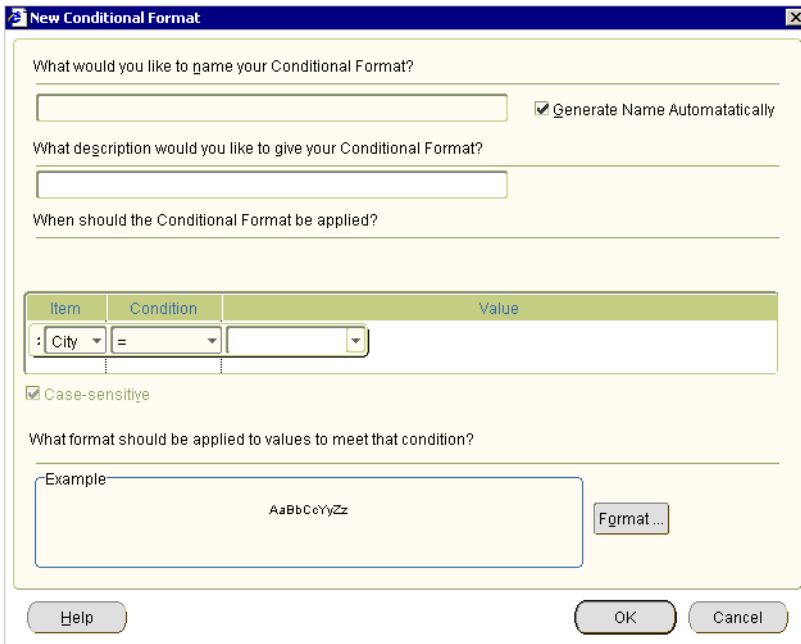 New Conditional Format
What would you like to name your Conditional Format?
Generate Name Automatatically
What description would you like to give your Conditional Format?
When should the Conditional Format be applied?
Item Condition Value
City =
Case-sensitive
What format should be applied to values to meet that condition?
Example
AaBbCcYyZz
Format ...
Help OK Cancel